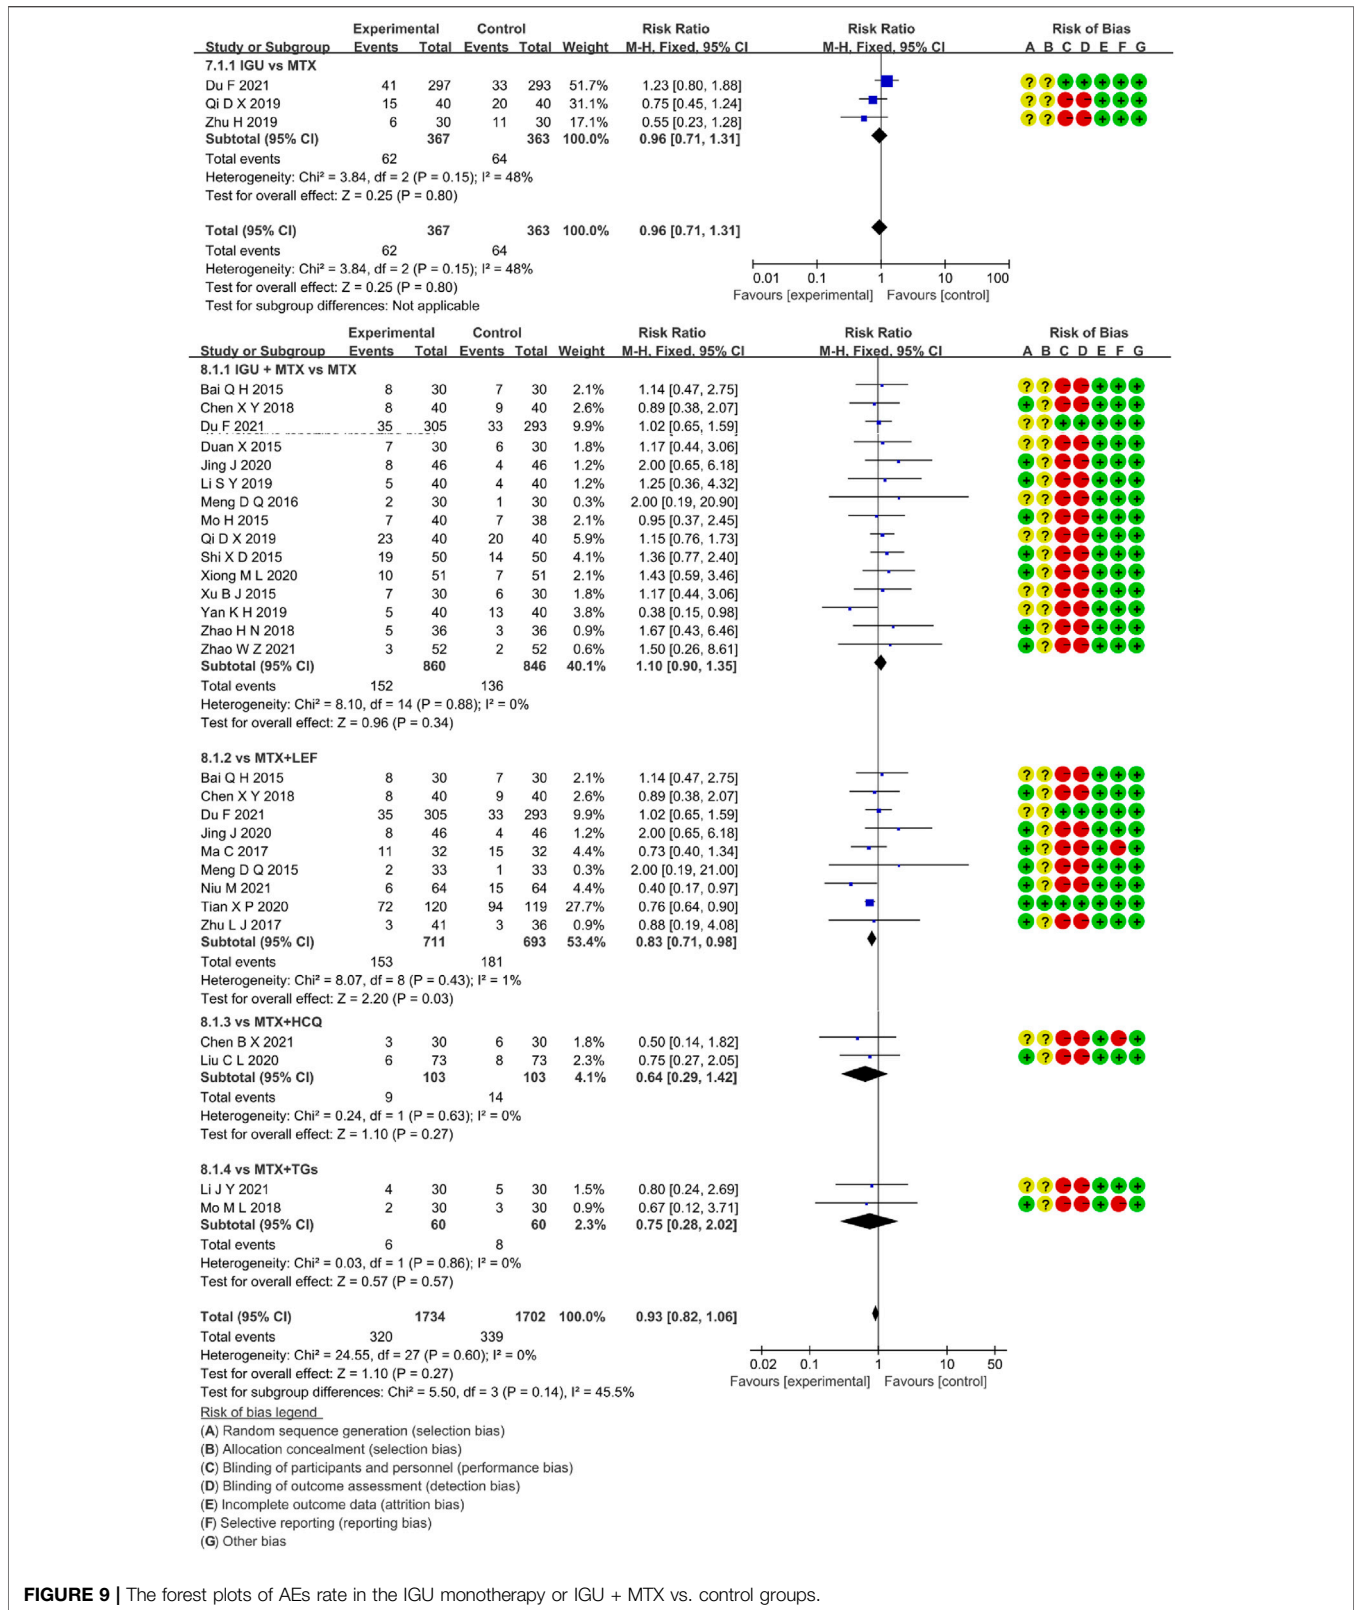 Experimental Control Risk Ratio Risk Ratio Risk of Bias
Study or Subgroup Events Total Events Total Weight M-H, Fixed, 95% CI M-H, Fixed, 95% CI A B C D E F G
7.1.1 IGU vs MTX
Du F 2021 41 297 33 293 51.7% 1.23 [0.80, 1.88] ? ? + + + + +
Qi D X 2019 15 40 20 40 31.1% 0.75 [0.45, 1.24] ? ? - - + + +
Zhu H 2019 6 30 11 30 17.1% 0.55 [0.23, 1.28] ? ? - - + + +
Subtotal (95% CI) 367 363 100.0% 0.96 [0.71, 1.31]
Total events 62 64
Heterogeneity: Chi² = 3.84, df = 2 (P = 0.15); I² = 48%
Test for overall effect: Z = 0.25 (P = 0.80)
Total (95% CI) 367 363 100.0% 0.96 [0.71, 1.31]
Total events 62 64
Heterogeneity: Chi² = 3.84, df = 2 (P = 0.15); I² = 48%
Test for overall effect: Z = 0.25 (P = 0.80)
Test for subgroup differences: Not applicable
0.01 0.1 1 10 100
Favours [experimental] Favours [control]
Experimental Control Risk Ratio Risk Ratio Risk of Bias
Study or Subgroup Events Total Events Total Weight M-H, Fixed, 95% CI M-H, Fixed, 95% CI A B C D E F G
8.1.1 IGU + MTX vs MTX
Bai Q H 2015 8 30 7 30 2.1% 1.14 [0.47, 2.75] ? ? - - + + +
Chen X Y 2018 8 40 9 40 2.6% 0.89 [0.38, 2.07] + ? - - + + +
Du F 2021 35 305 33 293 9.9% 1.02 [0.65, 1.59] ? ? + + + + +
Duan X 2015 7 30 6 30 1.8% 1.17 [0.44, 3.06] ? ? - - + + +
Jing J 2020 8 46 4 46 1.2% 2.00 [0.65, 6.18] + ? - - + + +
Li S Y 2019 5 40 4 40 1.2% 1.25 [0.36, 4.32] + ? - - + + +
Meng D Q 2016 2 30 1 30 0.3% 2.00 [0.19, 20.90] ? ? - - + + +
Mo H 2015 7 40 7 38 2.1% 0.95 [0.37, 2.45] + ? - - + + +
Qi D X 2019 23 40 20 40 5.9% 1.15 [0.76, 1.73] ? ? - - + + +
Shi X D 2015 19 50 14 50 4.1% 1.36 [0.77, 2.40] + ? - - + + +
Xiong M L 2020 10 51 7 51 2.1% 1.43 [0.59, 3.46] + ? - - + + +
Xu B J 2015 7 30 6 30 1.8% 1.17 [0.44, 3.06] ? ? - - + + +
Yan K H 2019 5 40 13 40 3.8% 0.38 [0.15, 0.98] ? ? - - + + +
Zhao H N 2018 5 36 3 36 0.9% 1.67 [0.43, 6.46] + ? - - + + +
Zhao W Z 2021 3 52 2 52 0.6% 1.50 [0.26, 8.61] + ? - - + + +
Subtotal (95% CI) 860 846 40.1% 1.10 [0.90, 1.35]
Total events 152 136
Heterogeneity: Chi² = 8.10, df = 14 (P = 0.88); I² = 0%
Test for overall effect: Z = 0.96 (P = 0.34)
8.1.2 vs MTX+LEF
Bai Q H 2015 8 30 7 30 2.1% 1.14 [0.47, 2.75] ? ? - - + + +
Chen X Y 2018 8 40 9 40 2.6% 0.89 [0.38, 2.07] + ? - - + + +
Du F 2021 35 305 33 293 9.9% 1.02 [0.65, 1.59] ? ? + + + + +
Jing J 2020 8 46 4 46 1.2% 2.00 [0.65, 6.18] + ? - - + + +
Ma C 2017 11 32 15 32 4.4% 0.73 [0.40, 1.34] + ? - - + - +
Meng D Q 2015 2 33 1 33 0.3% 2.00 [0.19, 21.00] + ? - - + + +
Niu M 2021 6 64 15 64 4.4% 0.40 [0.17, 0.97] + ? - - + + +
Tian X P 2020 72 120 94 119 27.7% 0.76 [0.64, 0.90] + + + + + + +
Zhu L J 2017 3 41 3 36 0.9% 0.88 [0.19, 4.08] + ? - - + + +
Subtotal (95% CI) 711 693 53.4% 0.83 [0.71, 0.98]
Total events 153 181
Heterogeneity: Chi² = 8.07, df = 8 (P = 0.43); I² = 1%
Test for overall effect: Z = 2.20 (P = 0.03)
8.1.3 vs MTX+HCQ
Chen B X 2021 3 30 6 30 1.8% 0.50 [0.14, 1.82] ? ? - - + - +
Liu C L 2020 6 73 8 73 2.3% 0.75 [0.27, 2.05] + ? - - + + +
Subtotal (95% CI) 103 103 4.1% 0.64 [0.29, 1.42]
Total events 9 14
Heterogeneity: Chi² = 0.24, df = 1 (P = 0.63); I² = 0%
Test for overall effect: Z = 1.10 (P = 0.27)
8.1.4 vs MTX+TGs
Li J Y 2021 4 30 5 30 1.5% 0.80 [0.24, 2.69] ? ? - - + + +
Mo M L 2018 2 30 3 30 0.9% 0.67 [0.12, 3.71] + ? - - + - +
Subtotal (95% CI) 60 60 2.3% 0.75 [0.28, 2.02]
Total events 6 8
Heterogeneity: Chi² = 0.03, df = 1 (P = 0.86); I² = 0%
Test for overall effect: Z = 0.57 (P = 0.57)
Total (95% CI) 1734 1702 100.0% 0.93 [0.82, 1.06]
Total events 320 339
Heterogeneity: Chi² = 24.55, df = 27 (P = 0.60); I² = 0%
Test for overall effect: Z = 1.10 (P = 0.27)
Test for subgroup differences: Chi² = 5.50, df = 3 (P = 0.14), I² = 45.5%
0.02 0.1 1 10 50
Favours [experimental] Favours [control]
Risk of bias legend
(A) Random sequence generation (selection bias)
(B) Allocation concealment (selection bias)
(C) Blinding of participants and personnel (performance bias)
(D) Blinding of outcome assessment (detection bias)
(E) Incomplete outcome data (attrition bias)
(F) Selective reporting (reporting bias)
(G) Other bias
FIGURE 9 | The forest plots of AEs rate in the IGU monotherapy or IGU + MTX vs. control groups.